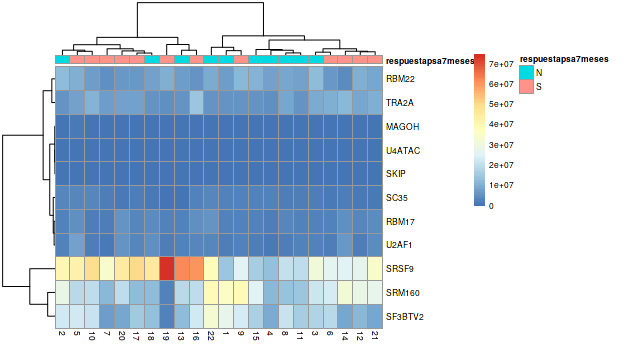 respuestapsa7meses
RBM22
TRA2A
MAGOH
U4ATAC
SKIP
SC35
RBM17
U2AF1
SRSF9
SRM160
SF3BTV2
2 5 10 7 20 17 18 19 13 16 22 1 9 15 4 8 11 3 6 14 12 21
7e+07
6e+07
5e+07
4e+07
3e+07
2e+07
1e+07
0
respuestapsa7meses
N
S